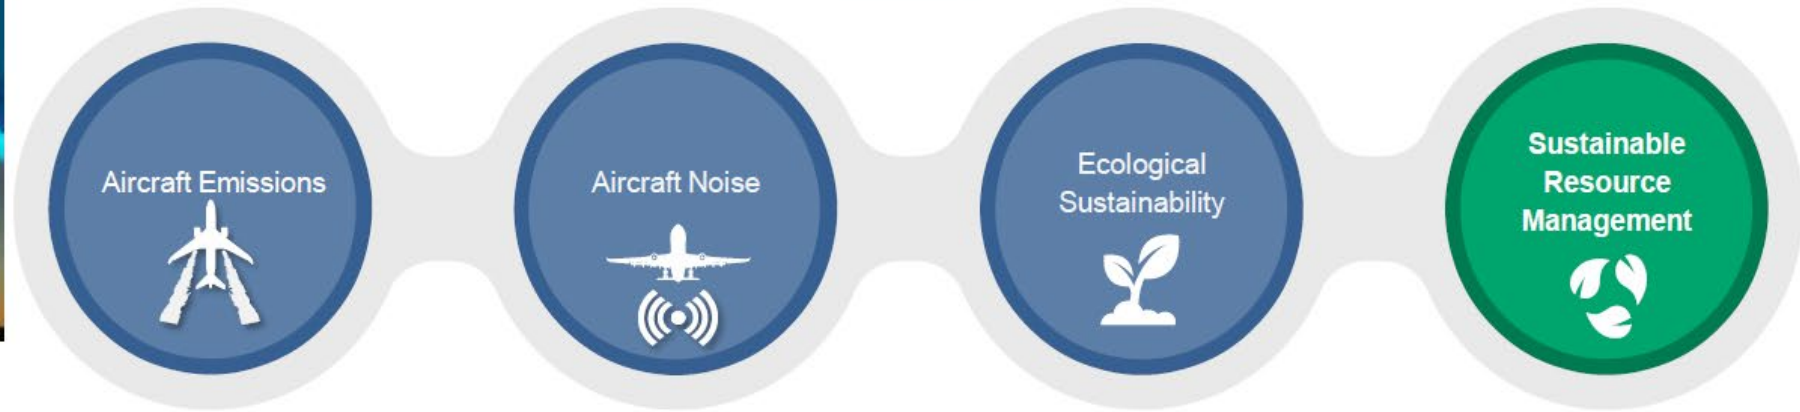 Aircraft Emissions
Aircraft Noise
Ecological
Sustainability
Sustainable
Resource
Management